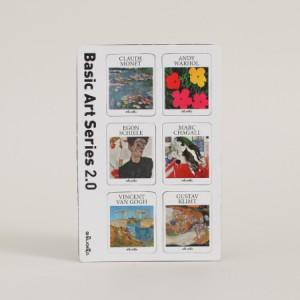 Basic Art Series 2.0
CLAUDE
MONET
ANDY
WARHOL
EGON
SCHIELE
MARC
CHAGALL
VINCENT
VAN GOGH
GUSTAV
KLIMT